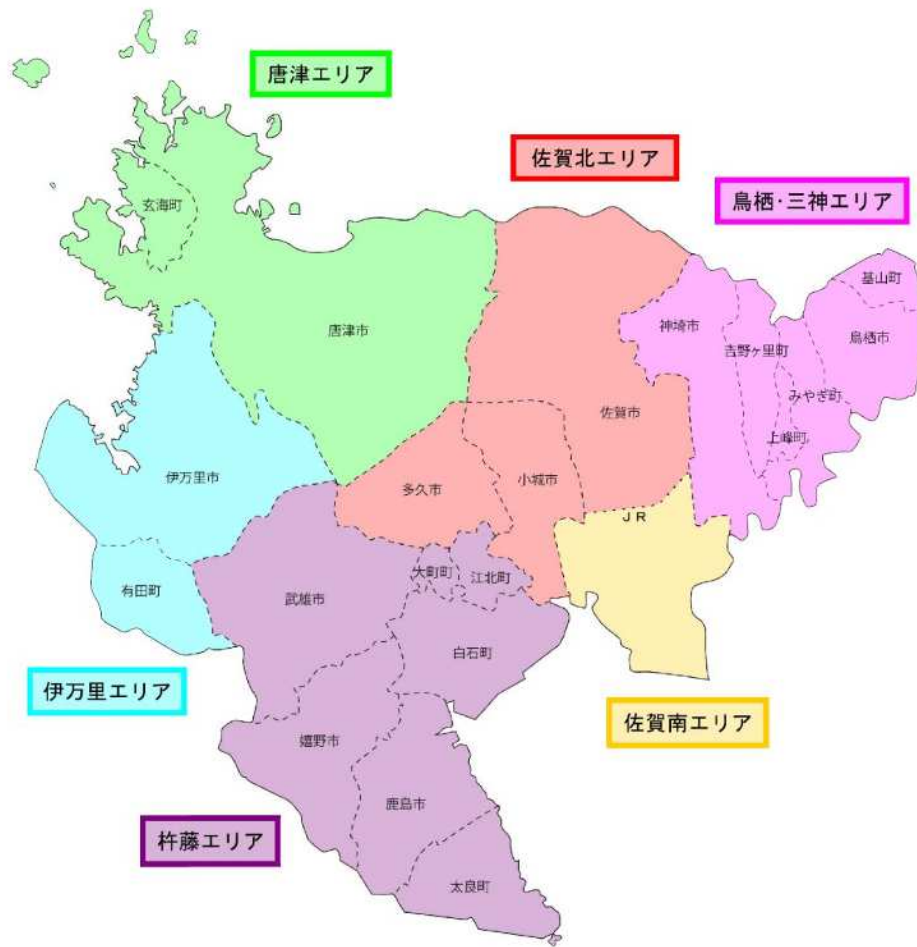 唐津エリア
佐賀北エリア
鳥栖・三神エリア
玄海町
基山町
唐津市
神埼市
吉野ヶ里町
鳥栖市
みやき町
佐賀市
上峰町
伊万里市
多久市
小城市
JR
有田町
武雄市
大町町
江北町
白石町
伊万里エリア
佐賀南エリア
嬉野市
鹿島市
杵藤エリア
太良町